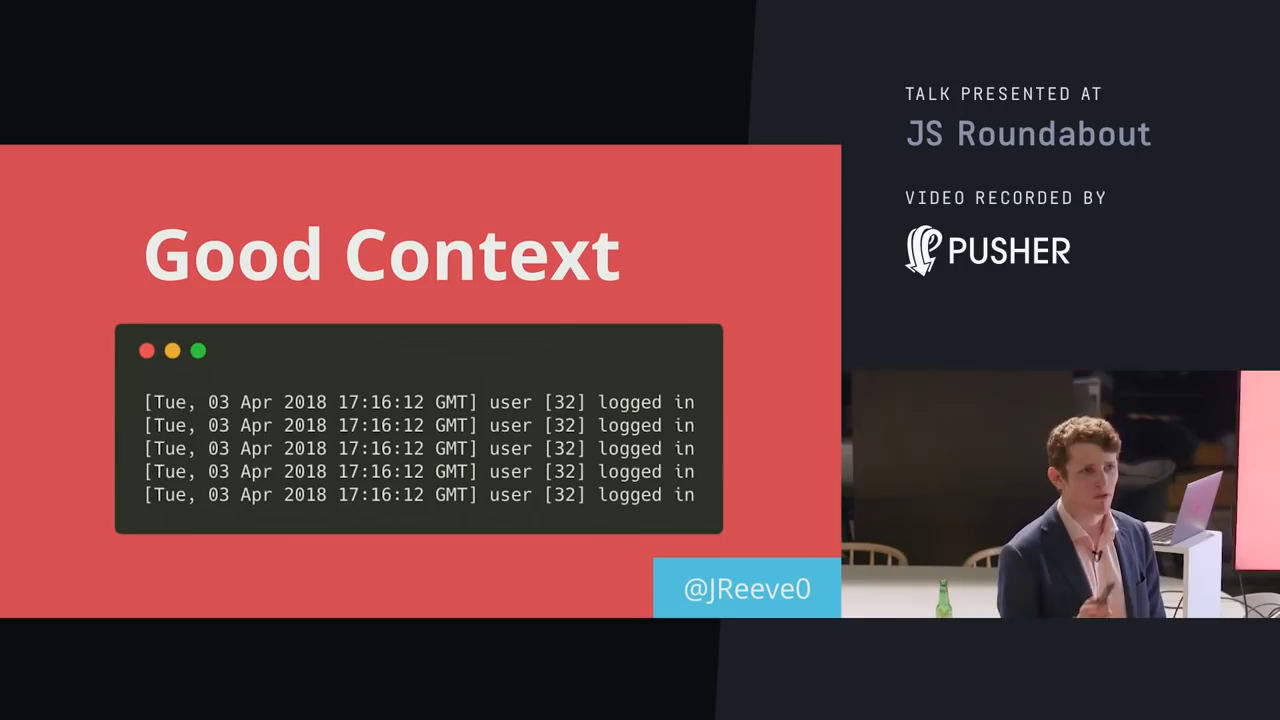 Good Context
[Tue, 03 Apr 2018 17:16:12 GMT] user [32] logged in
[Tue, 03 Apr 2018 17:16:12 GMT] user [32] logged in
[Tue, 03 Apr 2018 17:16:12 GMT] user [32] logged in
[Tue, 03 Apr 2018 17:16:12 GMT] user [32] logged in
[Tue, 03 Apr 2018 17:16:12 GMT] user [32] logged in
@JReeve0
TALK PRESENTED AT
JS Roundabout
VIDEO RECORDED BY
PUSHER